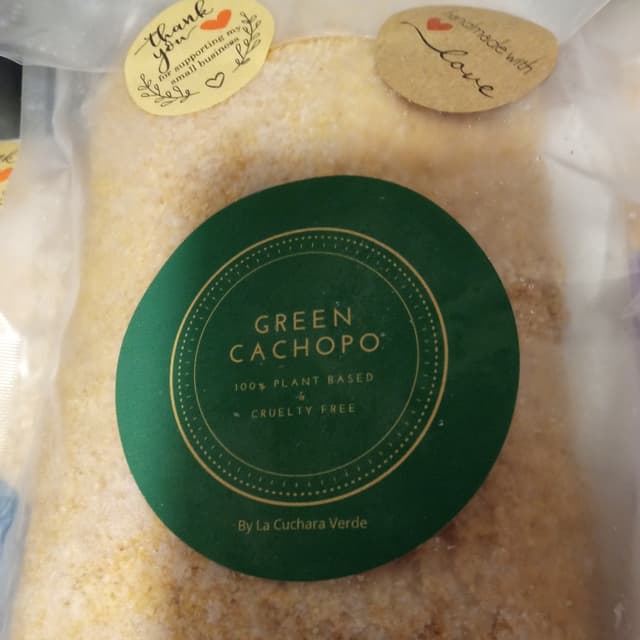 thank
you
for supporting my
small business
handmade with
love
GREEN
CACHOPO
100% PLANT BASED
&
CRUELTY FREE
By La Cuchara Verde